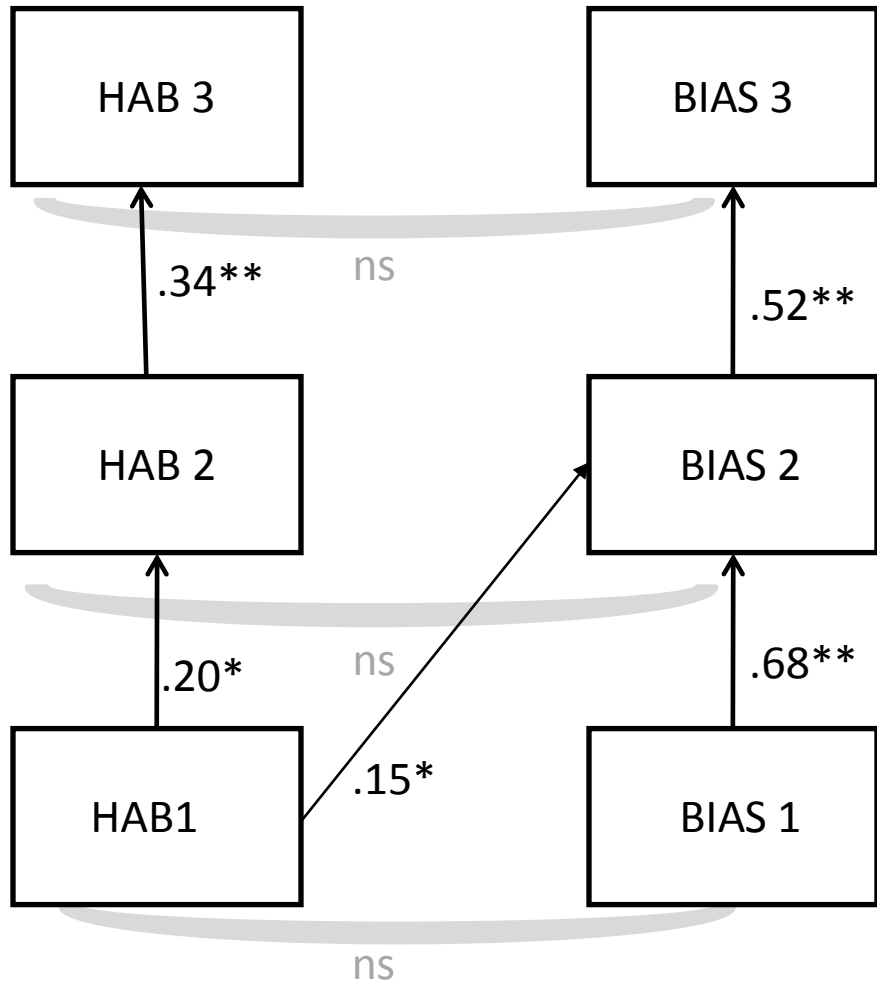 HAB 3
BIAS 3
ns
.34**
.52**
HAB 2
BIAS 2
ns
.20*
.68**
.15*
HAB1
BIAS 1
ns